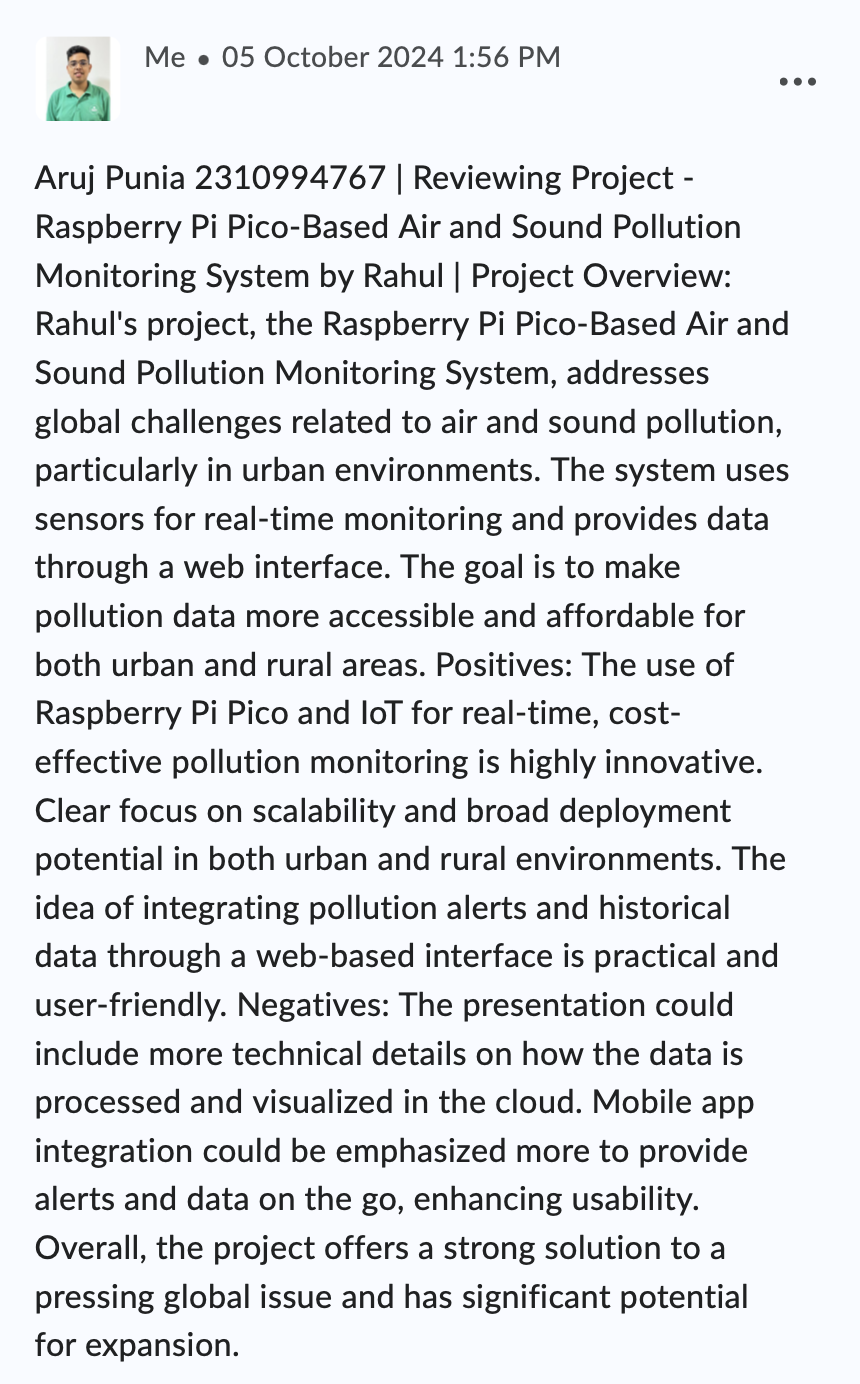 Me • 05 October 2024 1:56 PM
Aruj Punia 2310994767 | Reviewing Project -
Raspberry Pi Pico-Based Air and Sound Pollution
Monitoring System by Rahul | Project Overview:
Rahul's project, the Raspberry Pi Pico-Based Air and
Sound Pollution Monitoring System, addresses
global challenges related to air and sound pollution,
particularly in urban environments. The system uses
sensors for real-time monitoring and provides data
through a web interface. The goal is to make
pollution data more accessible and affordable for
both urban and rural areas. Positives: The use of
Raspberry Pi Pico and IoT for real-time, cost-
effective pollution monitoring is highly innovative.
Clear focus on scalability and broad deployment
potential in both urban and rural environments. The
idea of integrating pollution alerts and historical
data through a web-based interface is practical and
user-friendly. Negatives: The presentation could
include more technical details on how the data is
processed and visualized in the cloud. Mobile app
integration could be emphasized more to provide
alerts and data on the go, enhancing usability.
Overall, the project offers a strong solution to a
pressing global issue and has significant potential
for expansion.